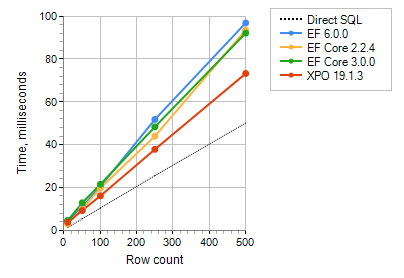 Time, milliseconds
100
80
60
40
20
0
0 100 200 300 400 500
Row count
Direct SQL
EF 6.0.0
EF Core 2.2.4
EF Core 3.0.0
XPO 19.1.3